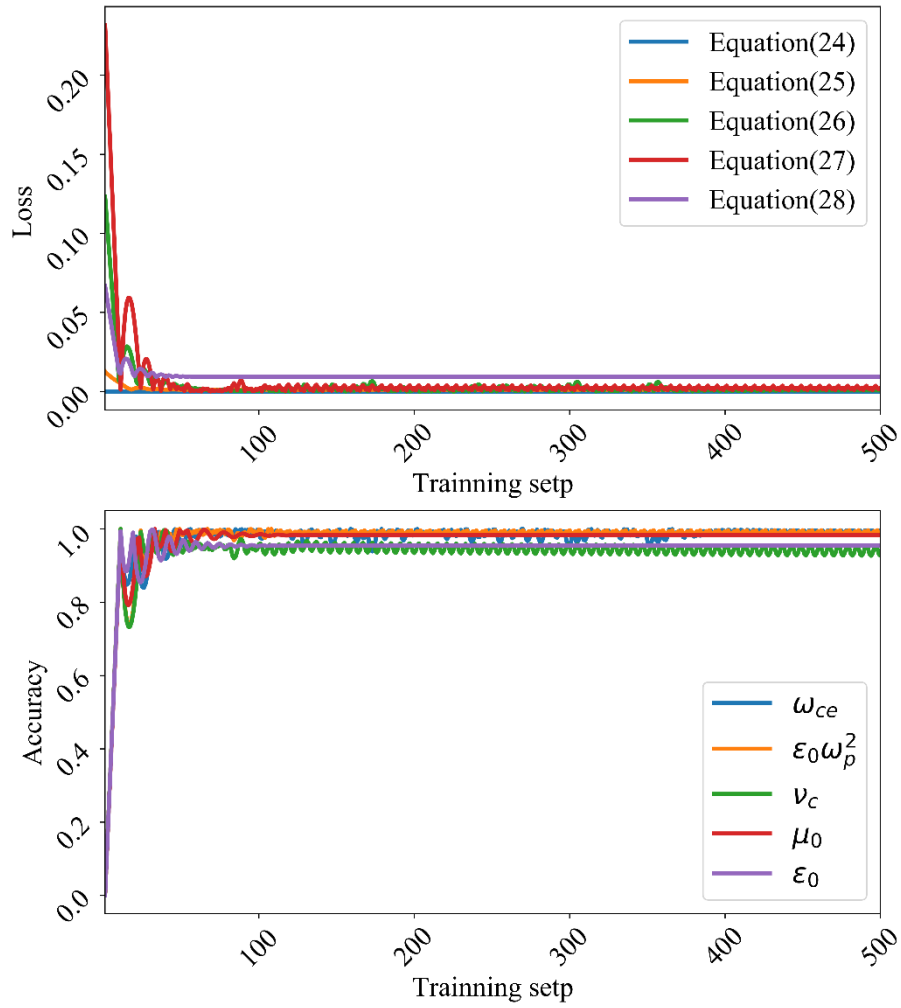 0.20
0.15
0.10
0.05
0.00
Loss
Equation(24)
Equation(25)
Equation(26)
Equation(27)
Equation(28)
100
200
300
400
500
Trainning setp
1.0
0.8
0.6
0.4
0.2
0.0
Accuracy
ω_{ce}
ε_0ω_p^2
ν_c
μ_0
ε_0
100
200
300
400
500
Trainning setp